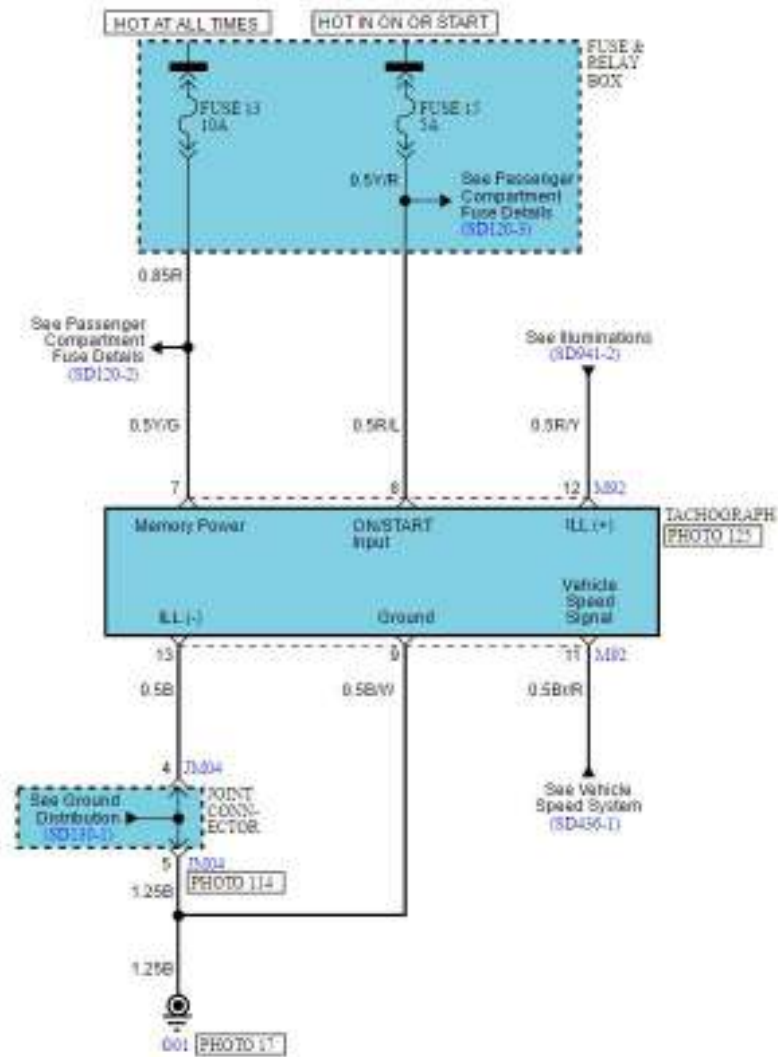 HOT AT ALL TIMES
HOT IN ON OR START
FUSE &
RELAY
BOX
FUSE 13
10A
FUSE 15
5A
0.5Y/R
See Passenger
Compartment
Fuse Details
(SD120-3)
0.85R
See Passenger
Compartment
Fuse Details
(SD120-2)
See Illuminations
(SD941-2)
0.5Y/G
0.5R/L
0.5R/Y
7
8
12
M92
Memory Power
ON/START
Input
ILL (+)
TACHOGRAPH
PHOTO 125
ILL (-)
Ground
Vehicle
Speed
Signal
13
9
11
M92
0.5B
0.5B/W
0.5Br/R
4
JM04
See Ground
Distribution
(SD130-1)
JOINT
CONN-
ECTOR
See Vehicle
Speed System
(SD436-1)
5
JM04
PHOTO 114
1.25B
1.25B
G01
PHOTO 17